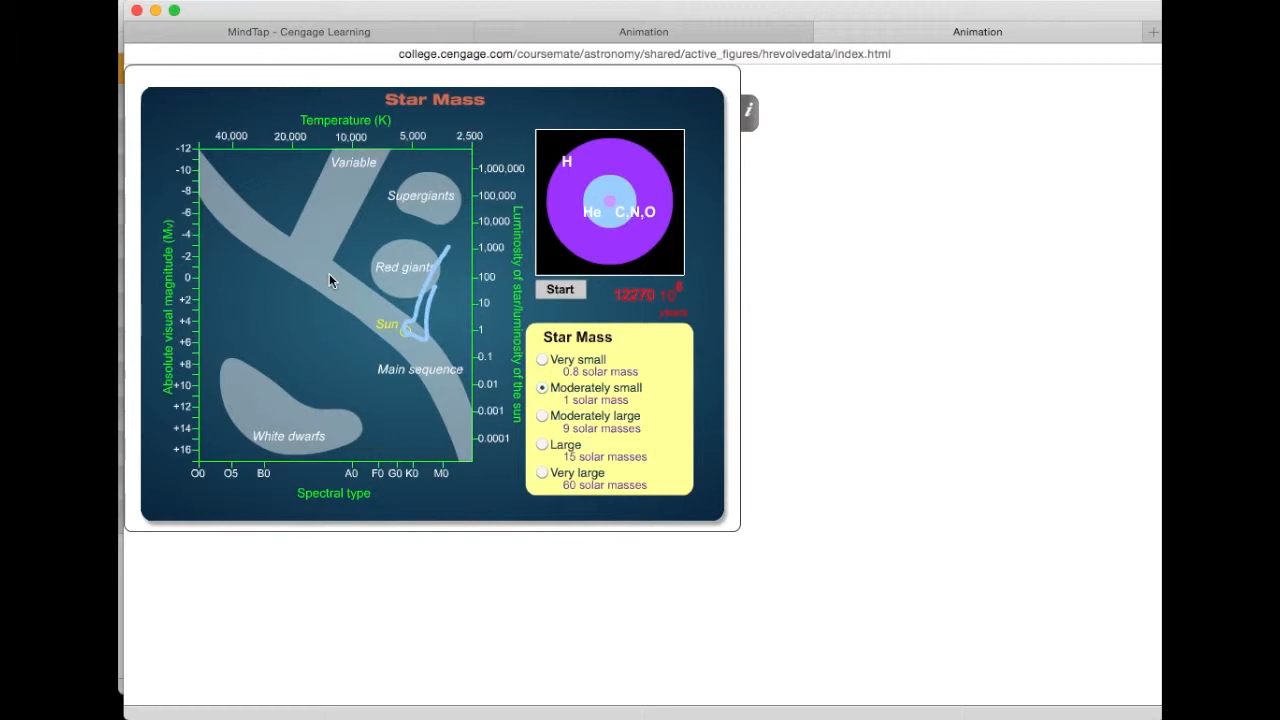 MindTap - Cengage Learning
Animation
Animation
college.cengage.com/coursemate/astronomy/shared/active_figures/hrevolvedata/index.html
Star Mass
Temperature (K)
40,000 20,000 10,000 5,000 2,500
Absolute visual magnitude (Mv)
-12
-10
-8
-6
-4
-2
0
+2
+4
+6
+8
+10
+12
+14
+16
Variable
Supergiants
Red giants
Sun
Main sequence
White dwarfs
1,000,000
100,000
10,000
1,000
100
10
1
0.1
0.01
0.001
0.0001
Luminosity of star/luminosity of the sun
O0 O5 B0 A0 F0 G0 K0 M0
Spectral type
H
He C,N,O
Start
12270 10 6
years
Star Mass
Very small
0.8 solar mass
Moderately small
1 solar mass
Moderately large
9 solar masses
Large
15 solar masses
Very large
60 solar masses
i